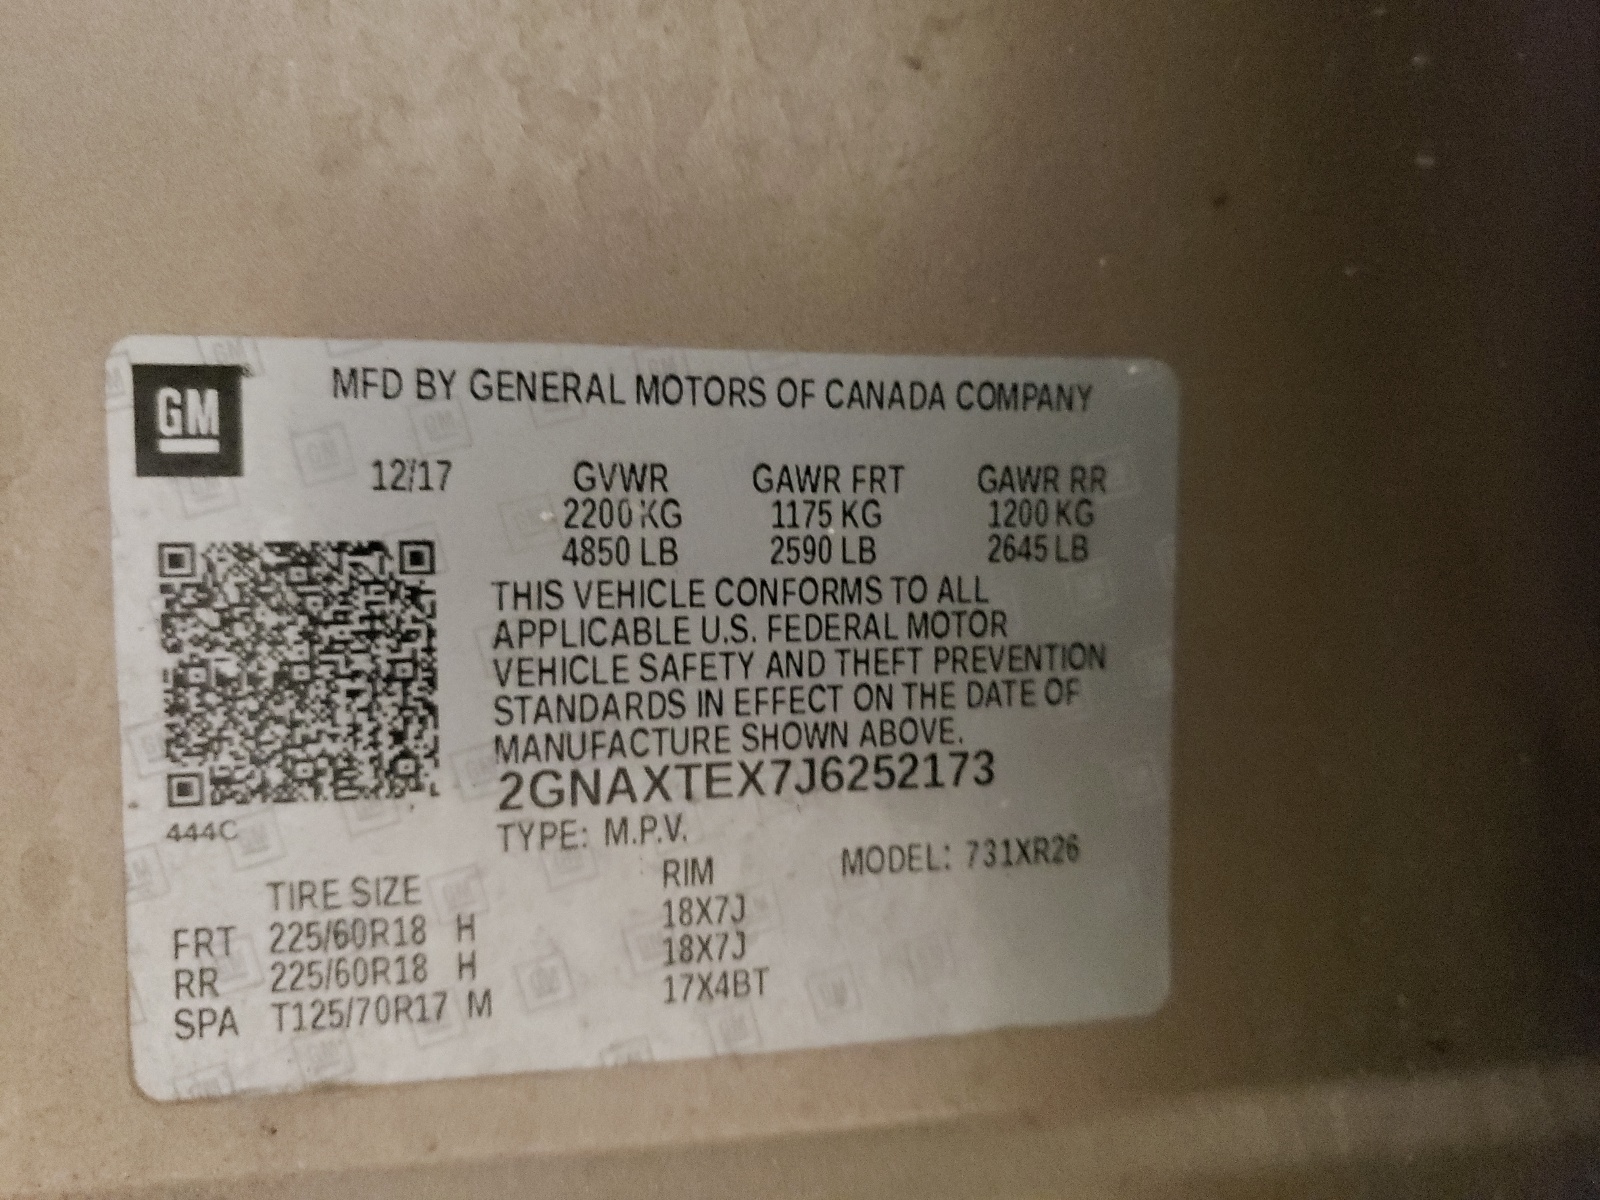 GM
MFD BY GENERAL MOTORS OF CANADA COMPANY
12/17 GVWR GAWR FRT GAWR RR
2200 KG 1175 KG 1200 KG
4850 LB 2590 LB 2645 LB
THIS VEHICLE CONFORMS TO ALL
APPLICABLE U.S. FEDERAL MOTOR
VEHICLE SAFETY AND THEFT PREVENTION
STANDARDS IN EFFECT ON THE DATE OF
MANUFACTURE SHOWN ABOVE.
2GNAXTEX7J6252173
444C
TYPE: M.P.V.
MODEL: 731XR26
TIRE SIZE RIM
FRT 225/60R18 H 18X7J
RR 225/60R18 H 18X7J
SPA T125/70R17 M 17X4BT